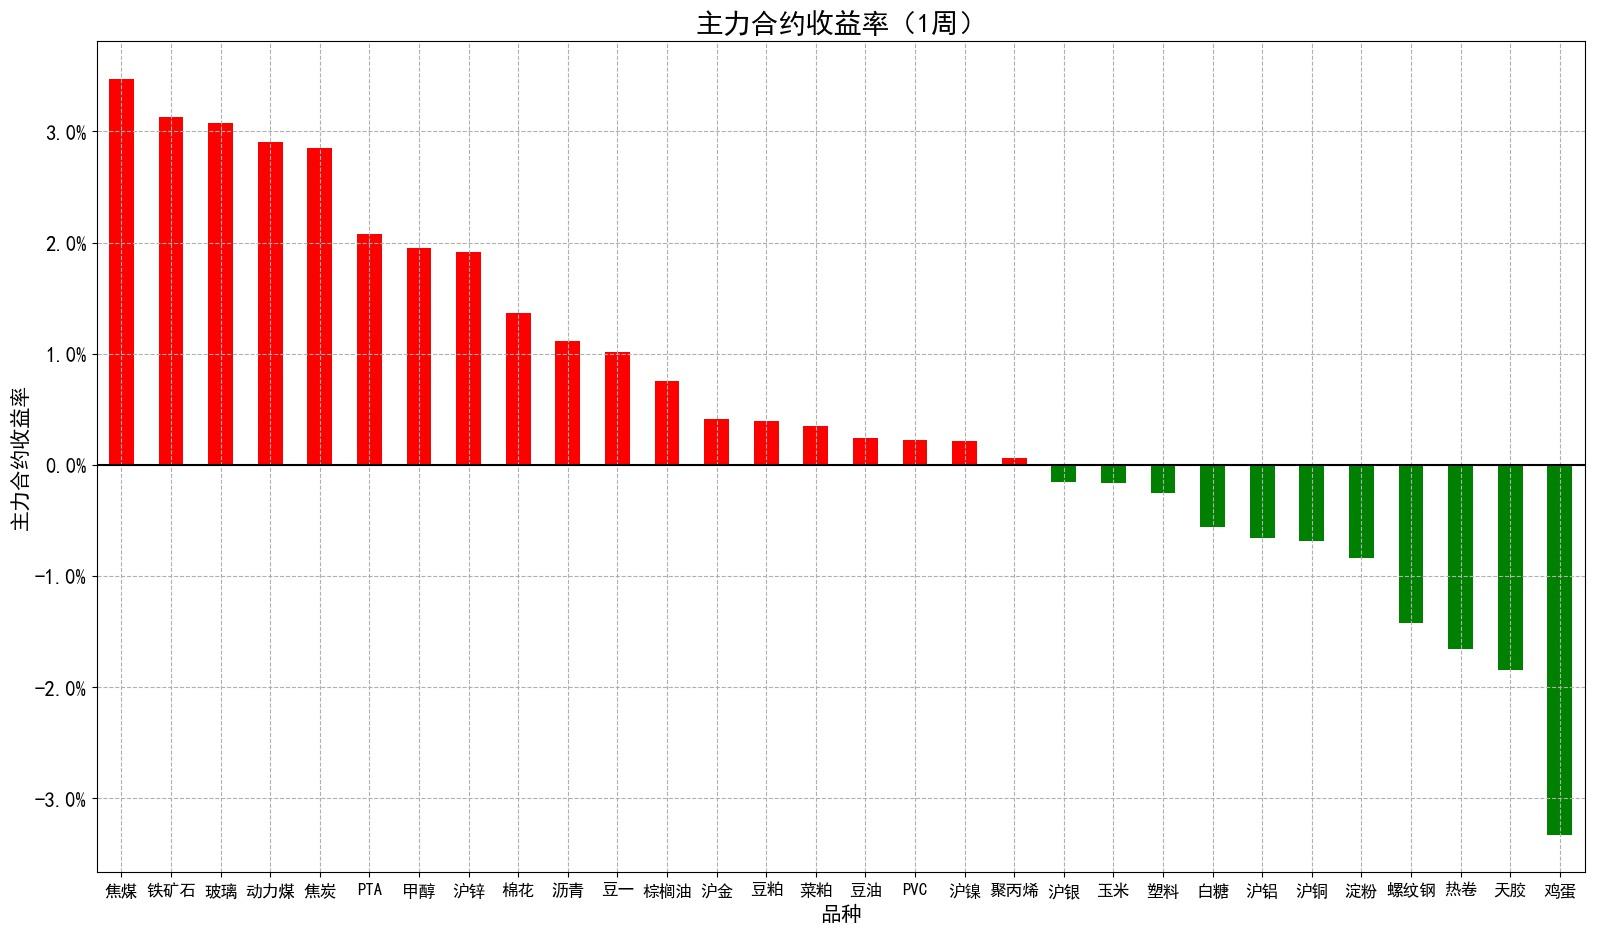 主力合约收益率（1周）
主力合约收益率
3.0%
2.0%
1.0%
0.0%
−1.0%
−2.0%
−3.0%
焦煤 铁矿石 玻璃 动力煤 焦炭 PTA 甲醇 沪锌 棉花 沥青 豆一 棕榈油 沪金 豆粕 菜粕 豆油 PVC 沪镍 聚丙烯 沪银 玉米 塑料 白糖 沪铝 沪铜 淀粉 螺纹钢 热卷 天胶 鸡蛋
品种